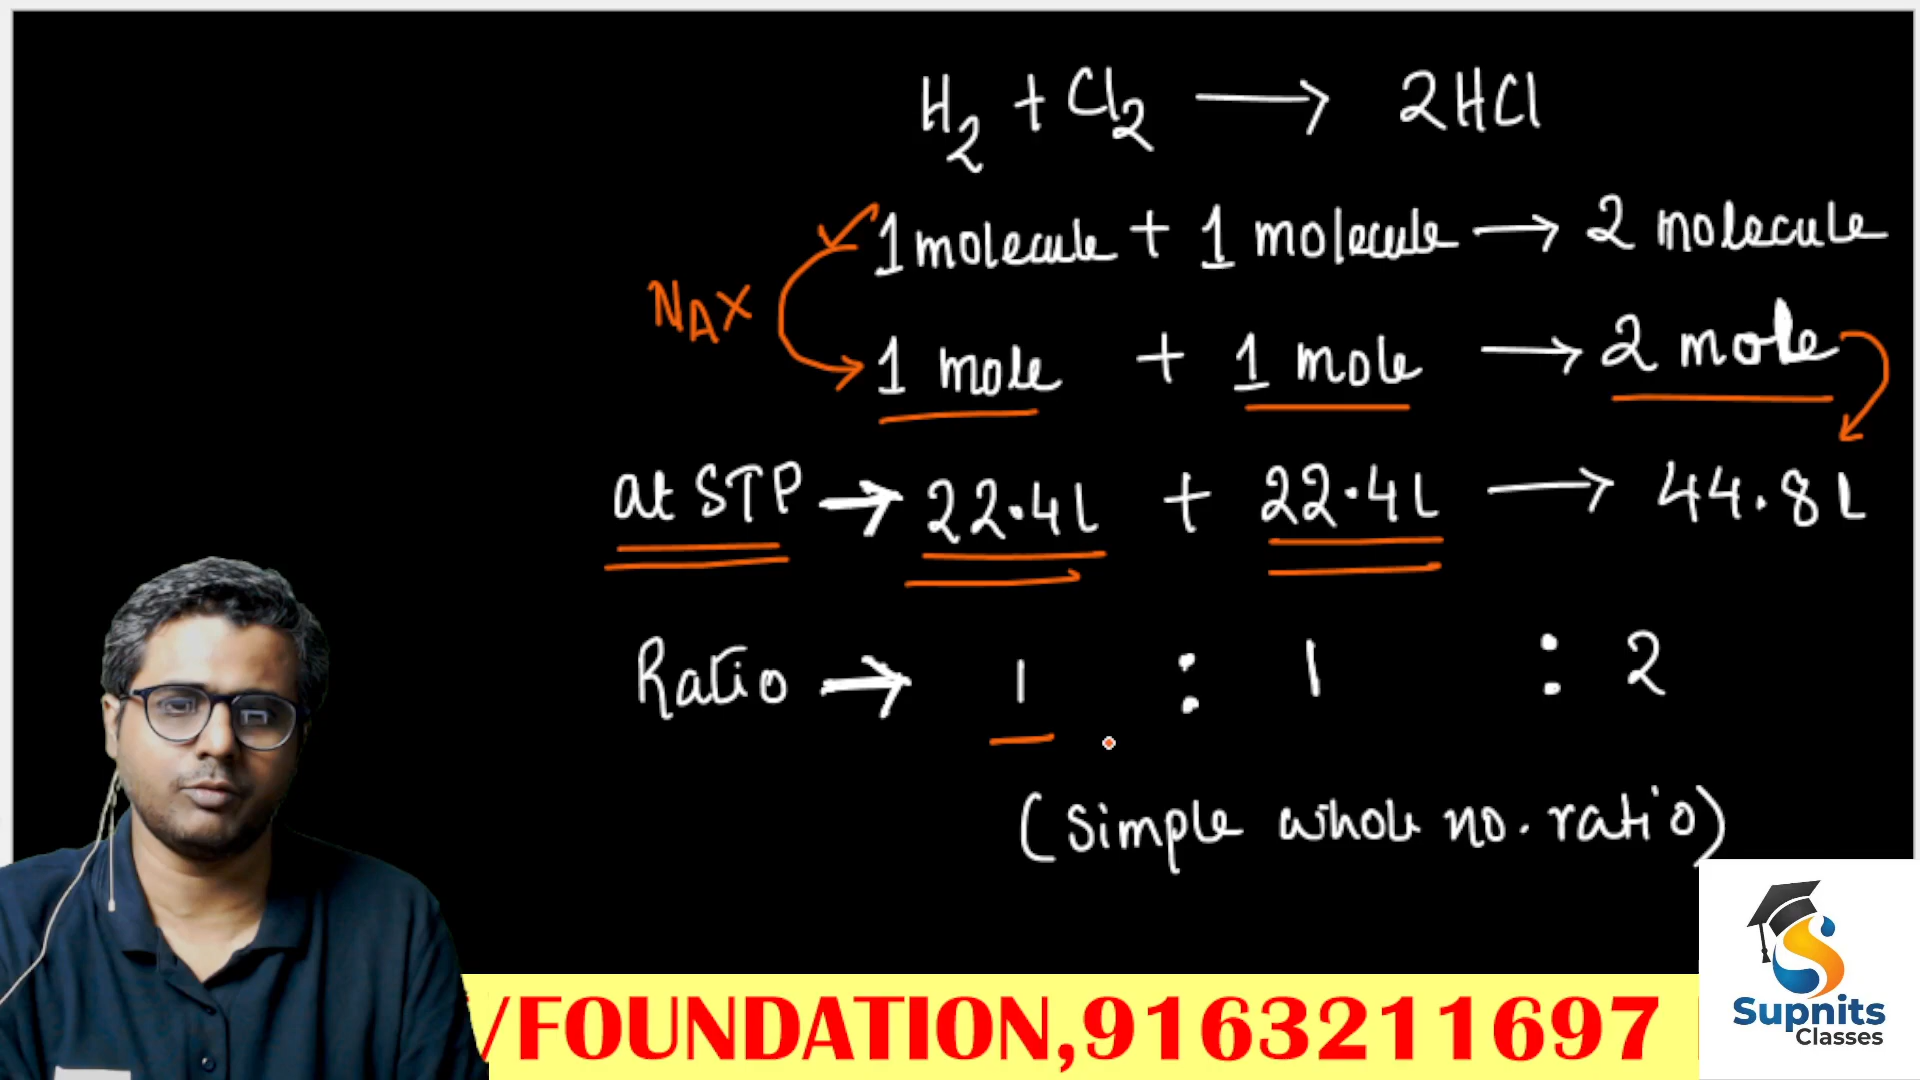 H₂ + Cl₂ → 2HCl
1 molecule + 1 molecule → 2 molecule
NAX
1 mole + 1 mole → 2 mole
at STP → 22.4L + 22.4L → 44.8L
Ratio → 1 : 1 : 2
(simple whole no. ratio)
/FOUNDATION,9163211697
Supnits
Classes